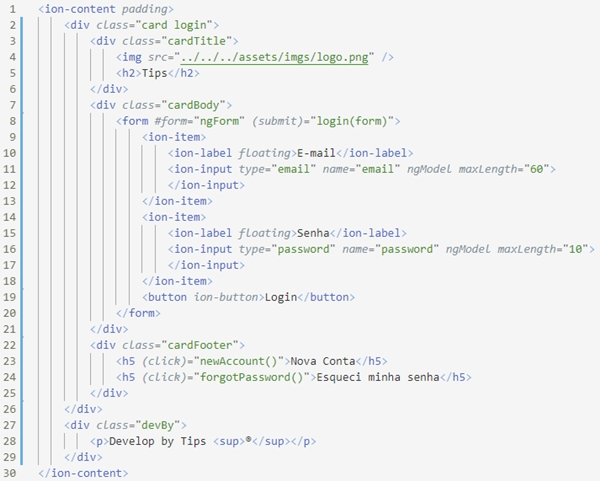 1 <ion-content padding>
2 <div class="card login">
3 <div class="cardTitle">
4 <img src="../../../assets/imgs/logo.png" />
5 <h2>Tips</h2>
6 </div>
7 <div class="cardBody">
8 <form #form="ngForm" (submit)="login(form)">
9 <ion-item>
10 <ion-label floating>E-mail</ion-label>
11 <ion-input type="email" name="email" ngModel maxLength="60">
12 </ion-input>
13 </ion-item>
14 <ion-item>
15 <ion-label floating>Senha</ion-label>
16 <ion-input type="password" name="password" ngModel maxLength="10">
17 </ion-input>
18 </ion-item>
19 <button ion-button>Login</button>
20 </form>
21 </div>
22 <div class="cardFooter">
23 <h5 (click)="newAccount()">Nova Conta</h5>
24 <h5 (click)="forgotPassword()">Esqueci minha senha</h5>
25 </div>
26 </div>
27 <div class="devBy">
28 <p>Develop by Tips <sup>®</sup></p>
29 </div>
30 </ion-content>